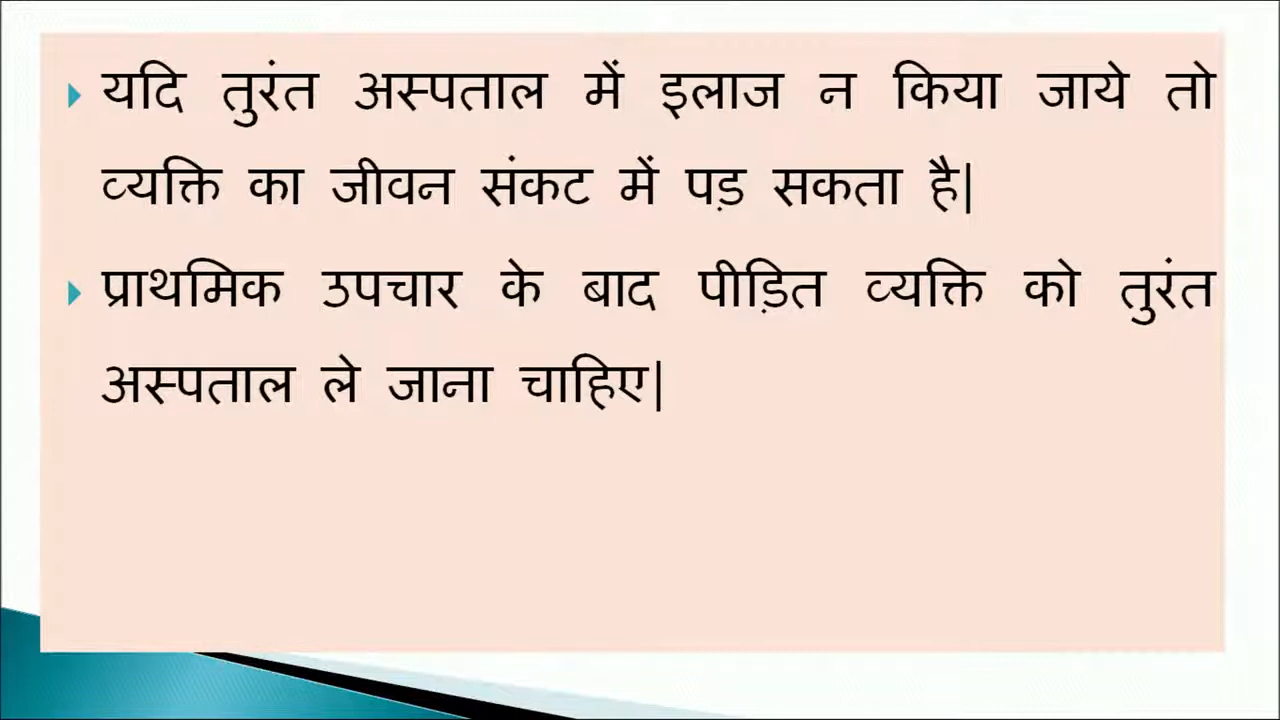 यदि तुरंत अस्पताल में इलाज न किया जाये तो
व्यक्ति का जीवन संकट में पड़ सकता है|
प्राथमिक उपचार के बाद पीड़ित व्यक्ति को तुरंत
अस्पताल ले जाना चाहिए|